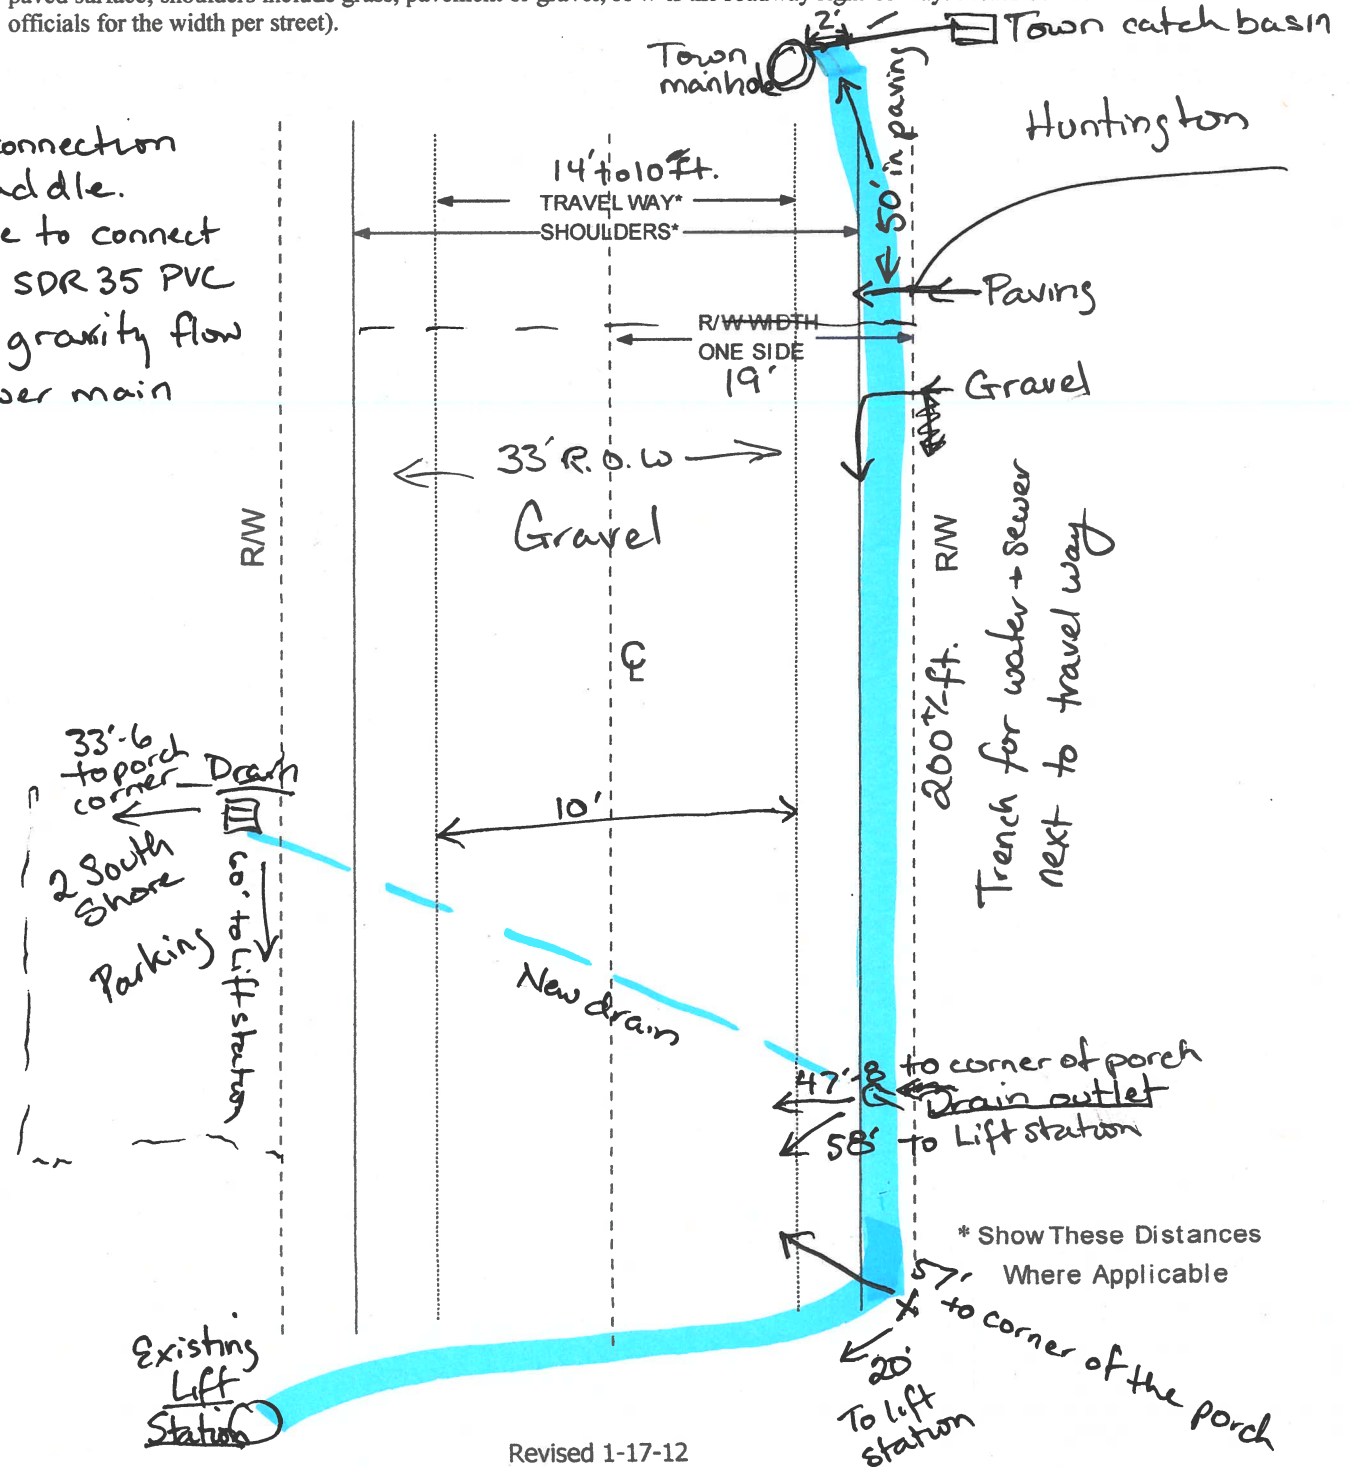 officials for the width per street).
2'
Town catch basin
Town
manhole
Huntington
onnection
ddle.
e to connect
SDR 35 PVC
gravity flow
er main
50' in paving
14' to 10 ft.
TRAVEL WAY*
SHOULDERS*
Paving
R/W WIDTH
ONE SIDE
19'
Gravel
33' R.O.W
Gravel
R/W
R/W
200 +/- ft.
Trench for water + sewer
next to travel way
CL
33'-6
to porch
corner
Drain
10'
2 South
Shore
Parking
60' to Lift station
New drain
47'-8 to corner of porch
Drain outlet
58' to Lift station
* Show These Distances
Where Applicable
57'
to corner of the porch
X
20'
To lift
station
Existing
Lift
Station
Revised 1-17-12